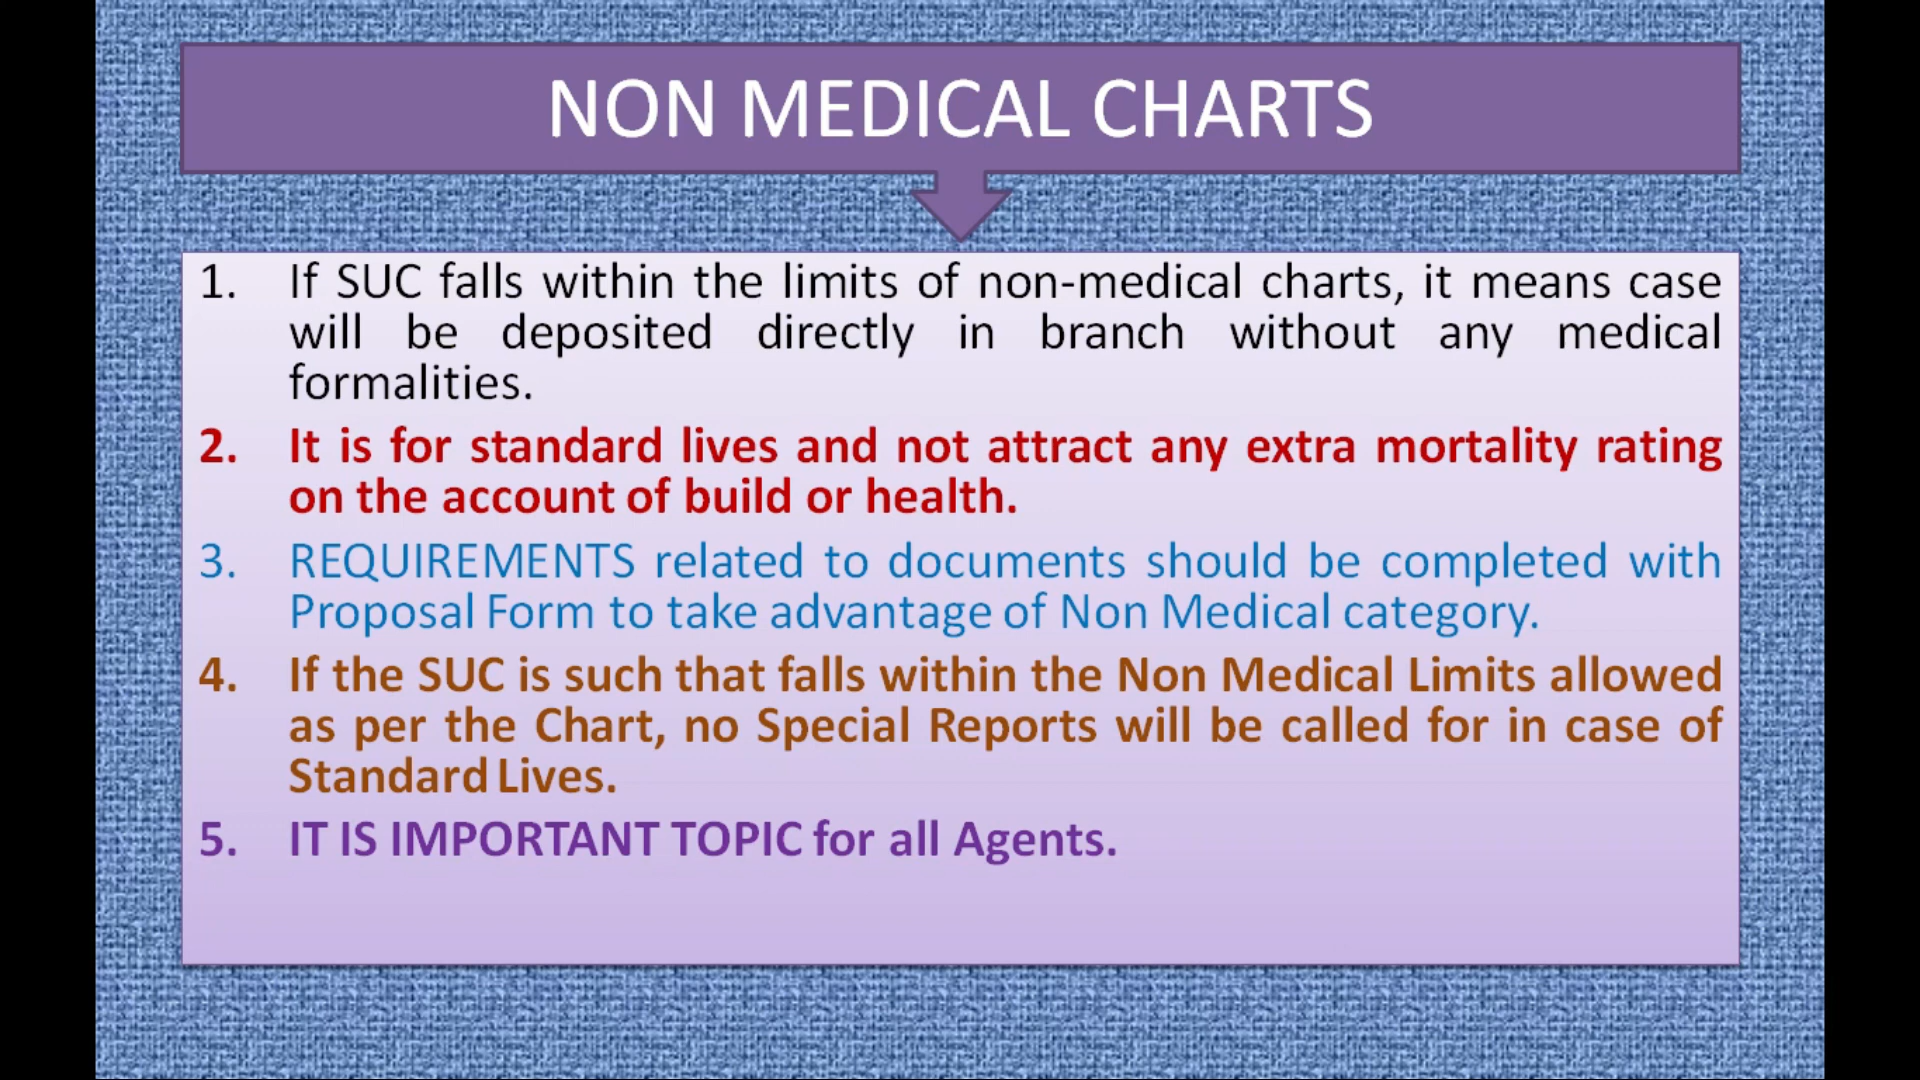 NON MEDICAL CHARTS
1. If SUC falls within the limits of non-medical charts, it means case
will be deposited directly in branch without any medical
formalities.
2. It is for standard lives and not attract any extra mortality rating
on the account of build or health.
3. REQUIREMENTS related to documents should be completed with
Proposal Form to take advantage of Non Medical category.
4. If the SUC is such that falls within the Non Medical Limits allowed
as per the Chart, no Special Reports will be called for in case of
Standard Lives.
5. IT IS IMPORTANT TOPIC for all Agents.